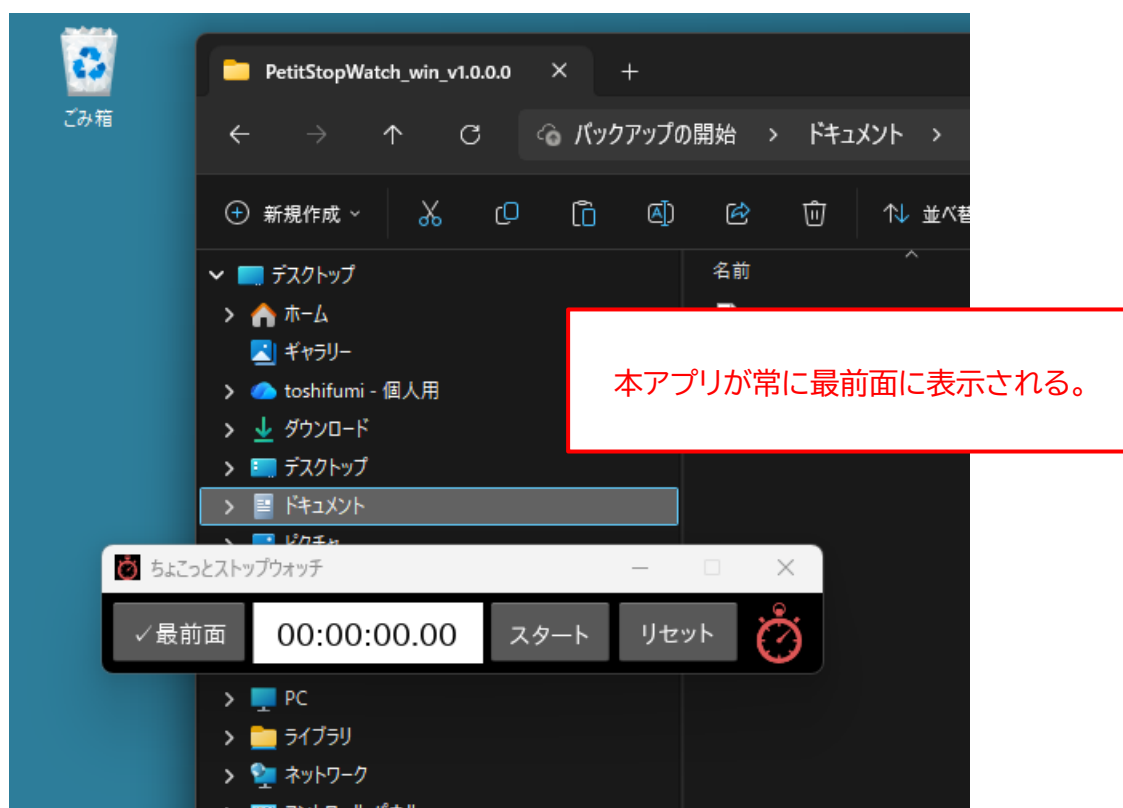 ごみ箱
PetitStopWatch_win_v1.0.0.0
バックアップの開始 > ドキュメント >
新規作成
並べ替
デスクトップ
名前
ホーム
ギャラリー
toshifumi - 個人用
本アプリが常に最前面に表示される。
ダウンロード
デスクトップ
ドキュメント
ピクチャ
ちょこっとストップウォッチ
✓最前面 00:00:00.00 スタート リセット
PC
ライブラリ
ネットワーク